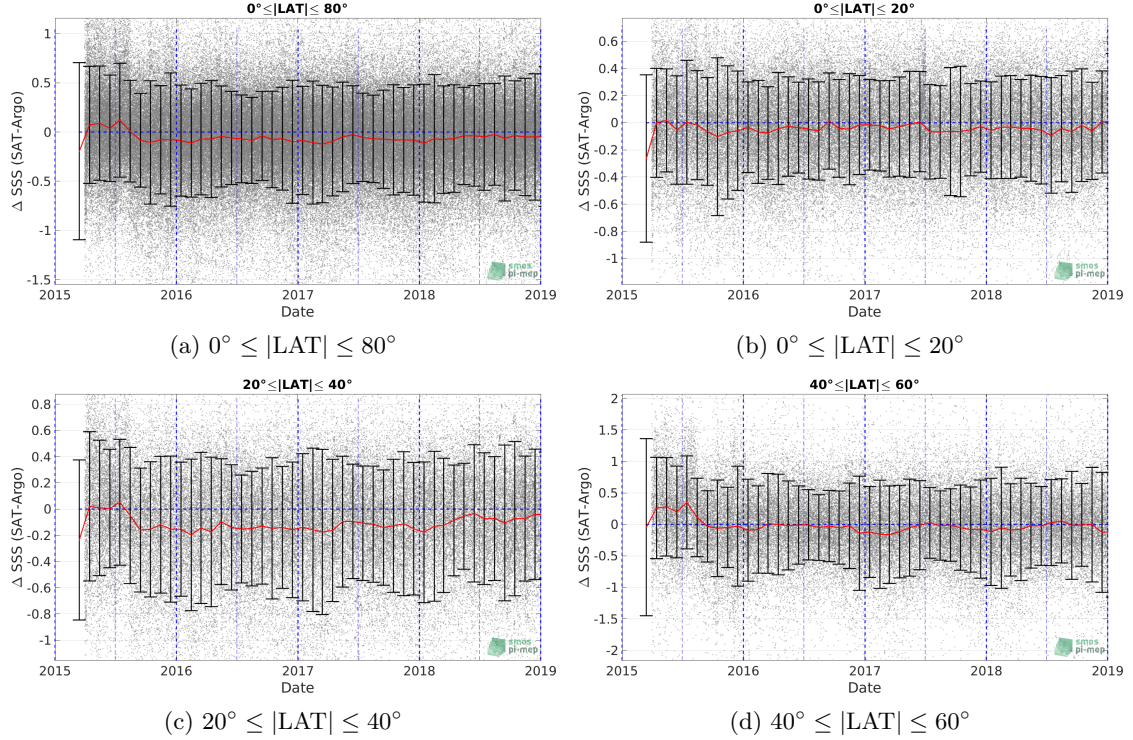 0°≤|LAT|≤ 80°
Δ SSS (SAT-Argo)
1
0.5
0
-0.5
-1
-1.5
2015
2016
2017
2018
2019
Date
smos
pi-mep
(a) 0° ≤ |LAT| ≤ 80°
0°≤|LAT|≤ 20°
Δ SSS (SAT-Argo)
0.6
0.4
0.2
0
-0.2
-0.4
-0.6
-0.8
-1
2015
2016
2017
2018
2019
Date
smos
pi-mep
(b) 0° ≤ |LAT| ≤ 20°
20°≤|LAT|≤ 40°
Δ SSS (SAT-Argo)
0.8
0.6
0.4
0.2
0
-0.2
-0.4
-0.6
-0.8
-1
2015
2016
2017
2018
2019
Date
smos
pi-mep
(c) 20° ≤ |LAT| ≤ 40°
40°≤|LAT|≤ 60°
Δ SSS (SAT-Argo)
2
1.5
1
0.5
0
-0.5
-1
-1.5
-2
2015
2016
2017
2018
2019
Date
smos
pi-mep
(d) 40° ≤ |LAT| ≤ 60°